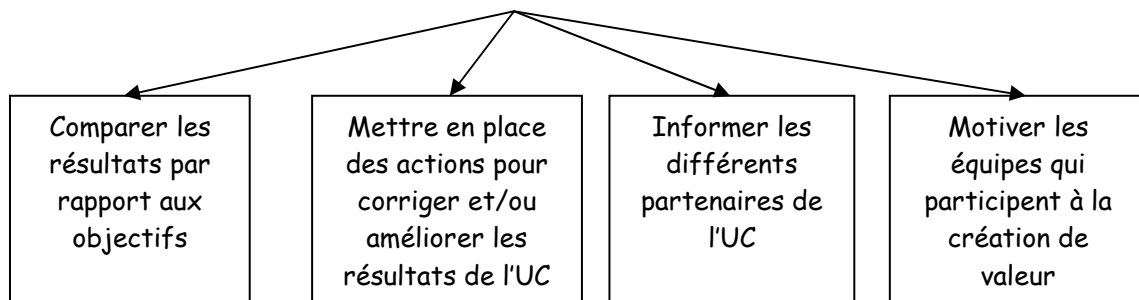 Comparer les
résultats par
rapport aux
objectifs
Mettre en place
des actions pour
corriger et/ou
améliorer les
résultats de l'UC
Informer les
différents
partenaires de
l'UC
Motiver les
équipes qui
participent à la
création de
valeur